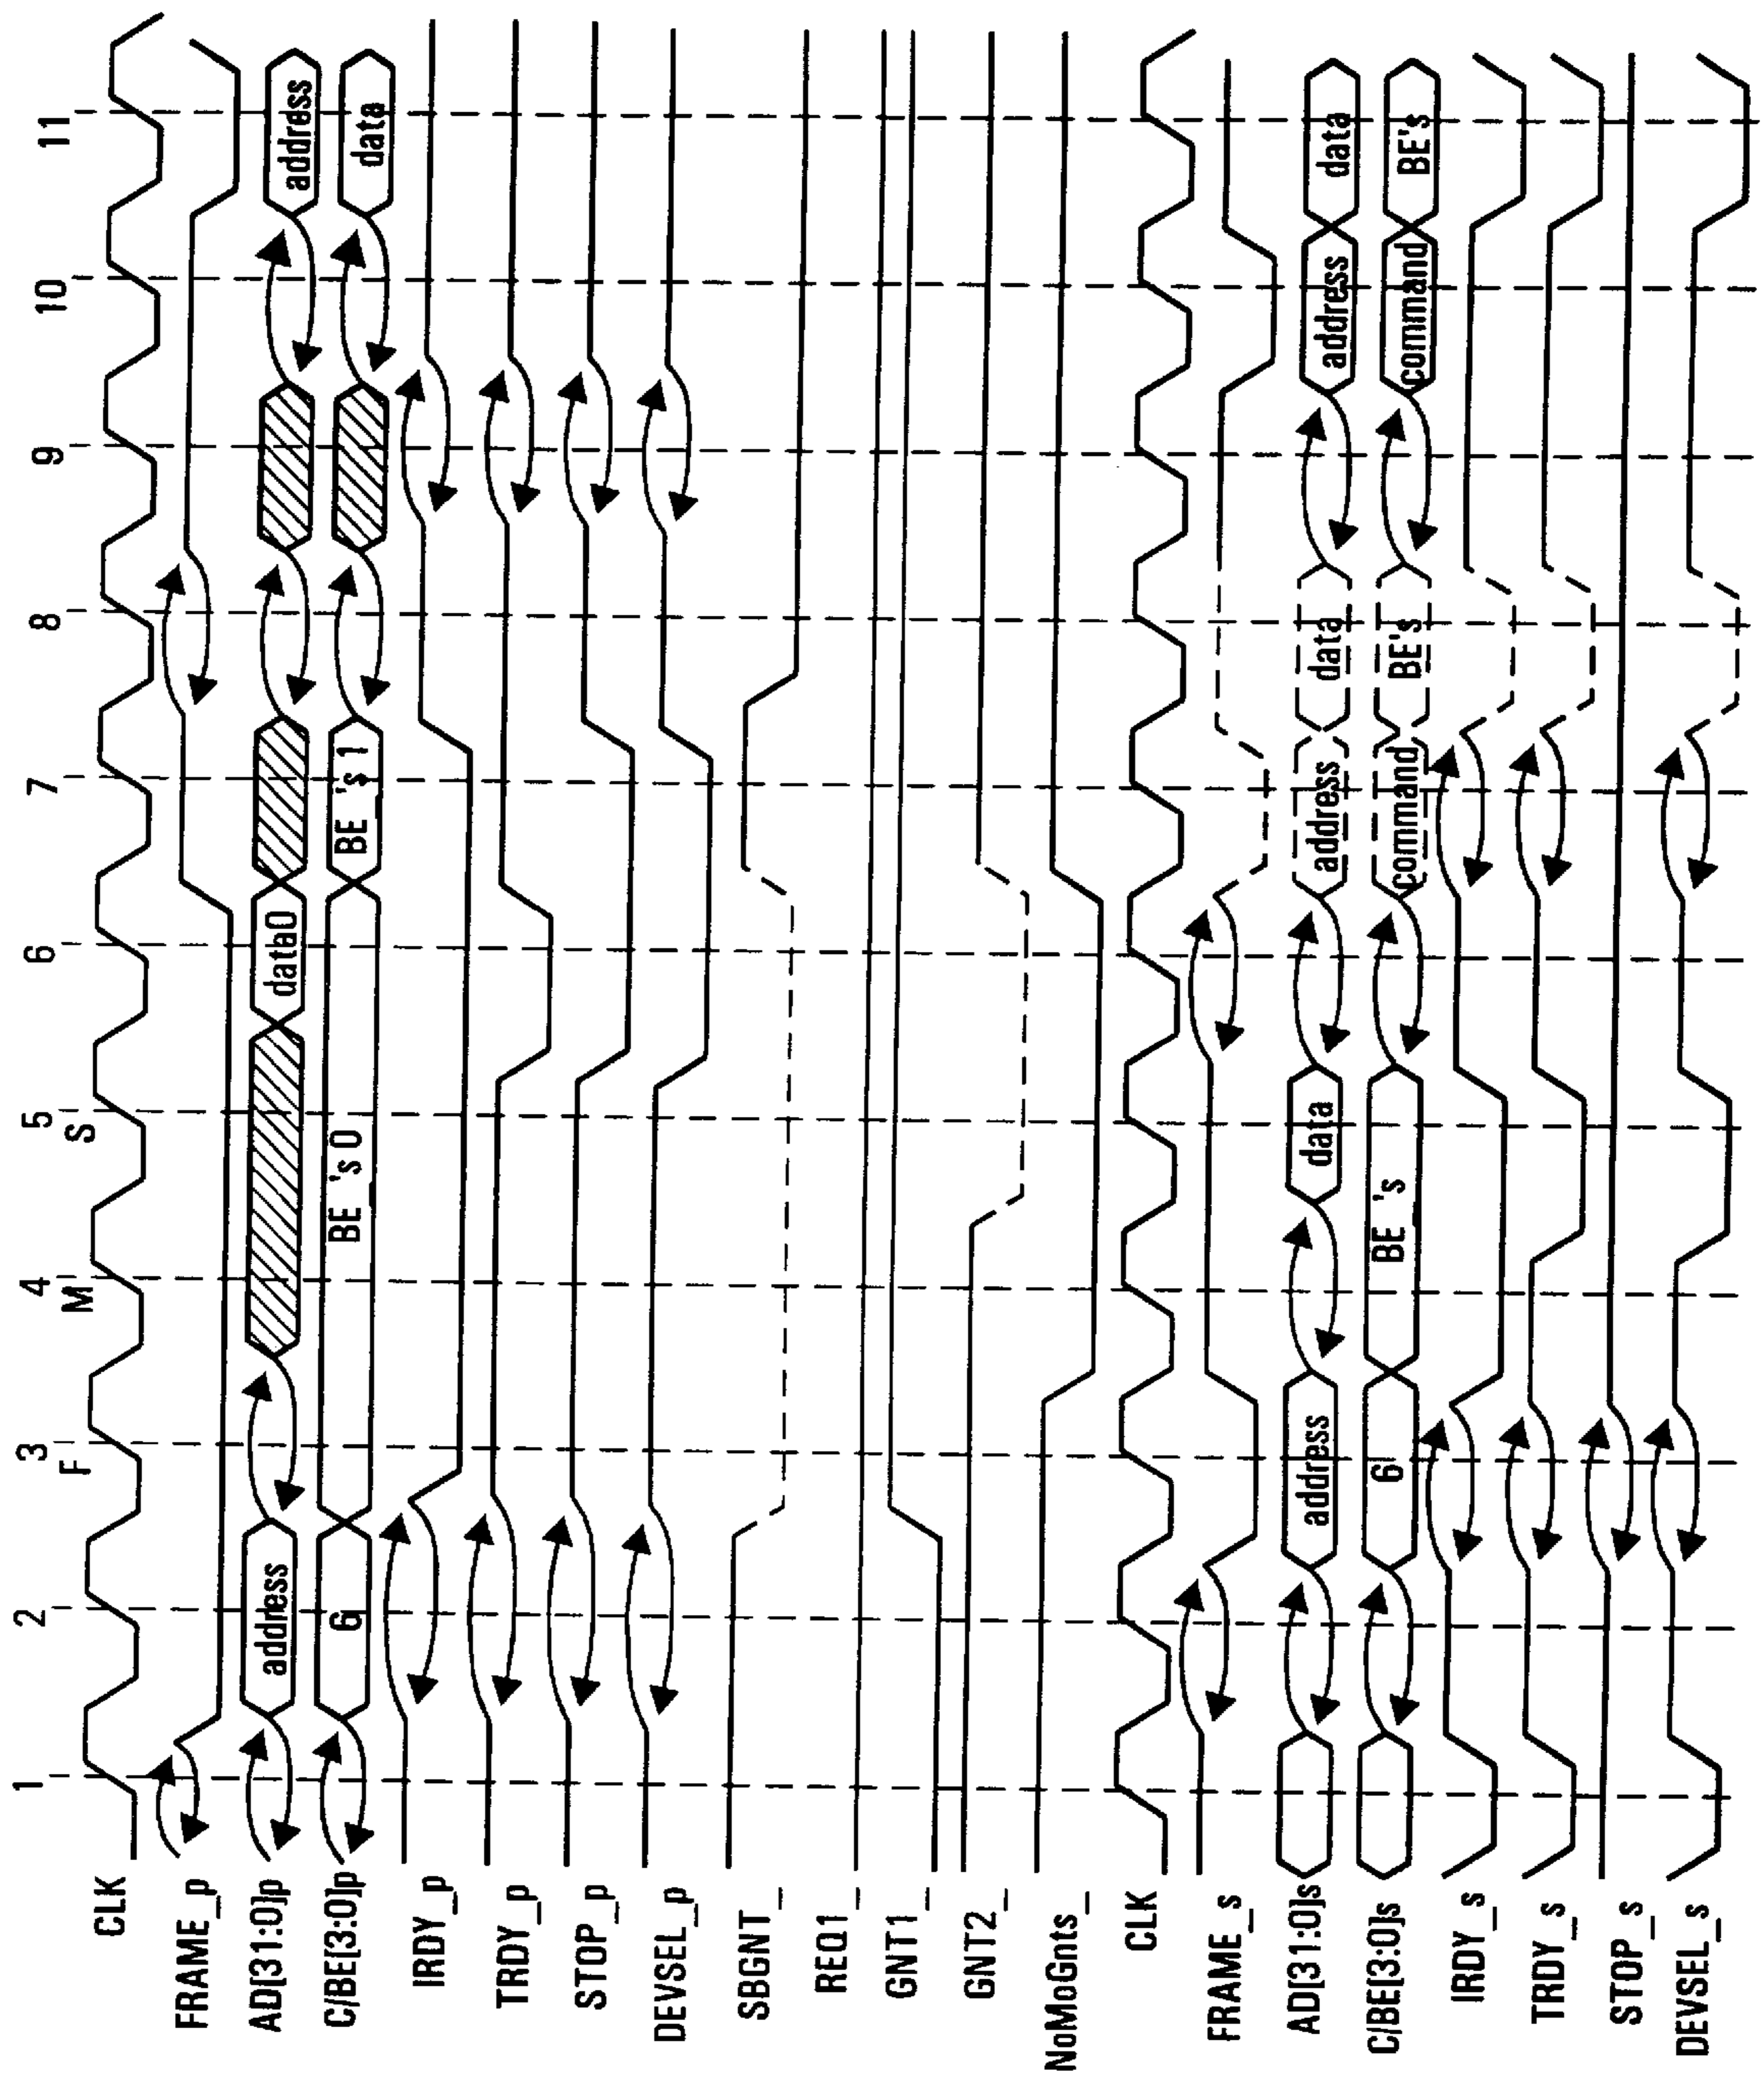 1 2 3 4 5 6 7 8 9 10 11
F M S
CLK
FRAME_p
AD[31:0]p address data0 address
C/BE[3:0]p 6 BE 's 0 BE 's 1 data
IRDY_p
TRDY_p
STOP_p
DEVSEL_p
SBGNT_
REQ1_
GNT1_
GNT2_
NoMoGnts_
CLK
FRAME_s
AD[31:0]s address data address data address data
C/BE[3:0]s 6 BE 's command BE's command BE's
IRDY_s
TRDY_s
STOP_s
DEVSEL_s